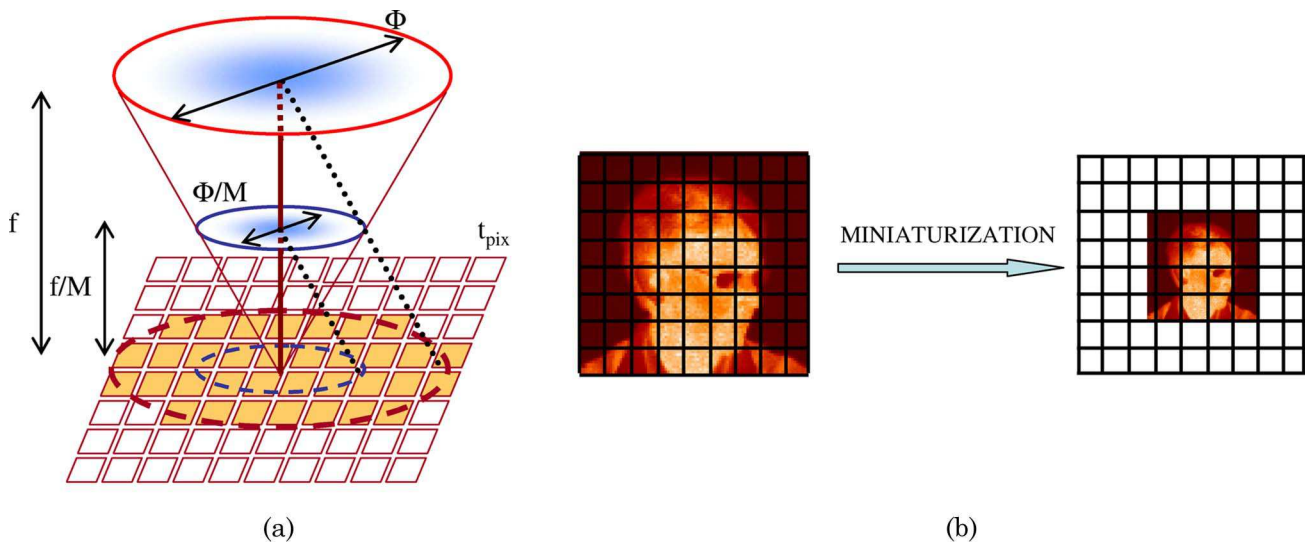 Φ
Φ/M
f
t_pix
f/M
MINIATURIZATION
(a)
(b)